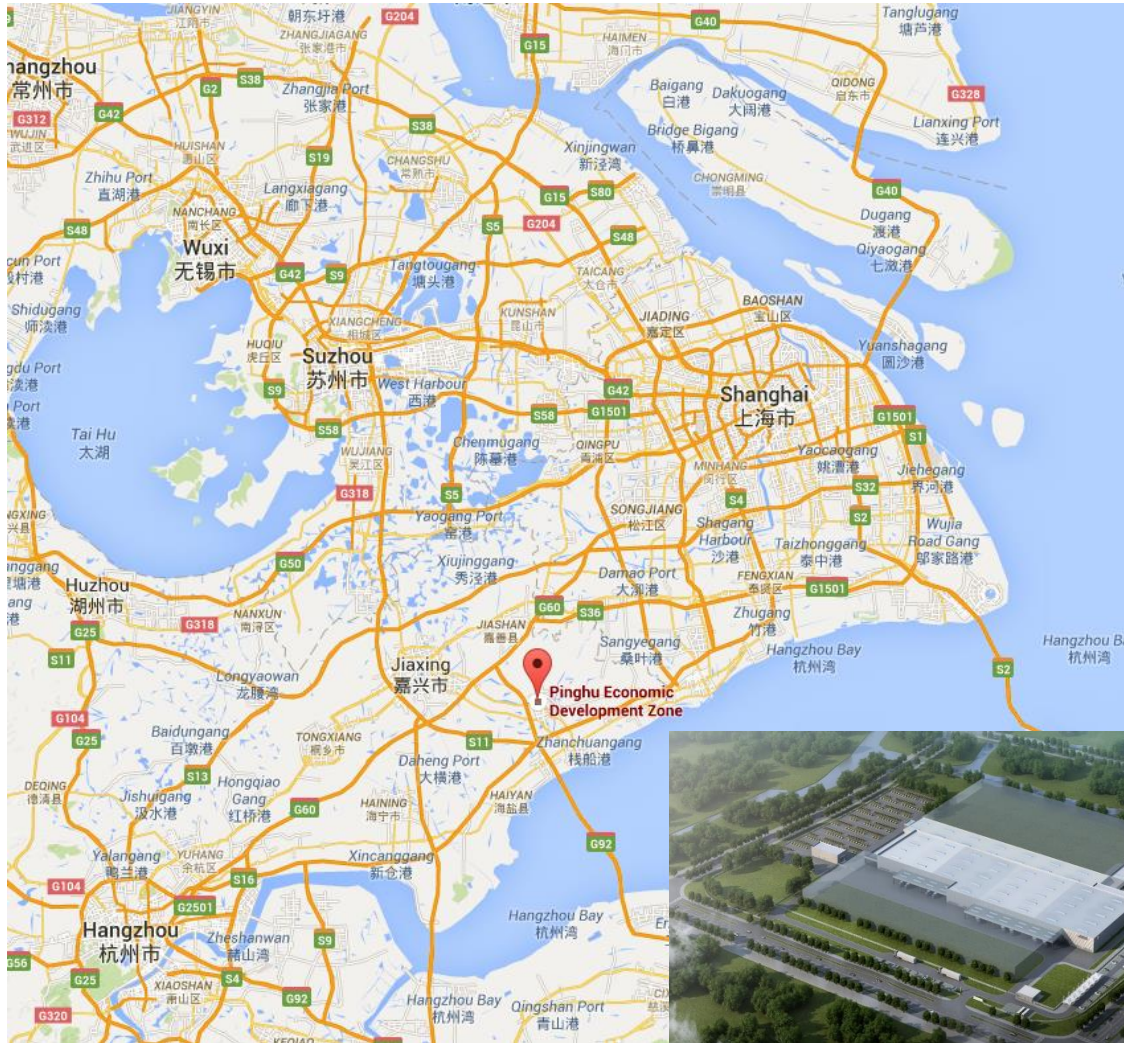 JIANGYIN
江阴市
朝东圩港
G204
ZHANGJIAGANG
张家港市
G15
HAIMEN
海门市
G40
Tanglugang
塘芦港
hangzhou
常州市
S38
G2
Zhangjia Port
张家港
Baigang
白港
Dakuogang
大阔港
QIDONG
启东市
G328
G312
G42
WUJIN
武进区
HUISHAN
惠山区
S19
S38
Bridge Bigang
桥鼻港
Lianxing Port
连兴港
CHANGSHU
常熟市
Xinjingwan
新泾湾
Zhihu Port
直湖港
Langxiagang
廊下港
G15
S80
CHONGMING
崇明县
G40
NANCHANG
南长区
S5
G204
S48
S48
Dugang
渡港
Wuxi
无锡市
Qiyaogang
七滧港
cun Port
G42
S9
Tangtougang
塘头港
TAICANG
太仓市
Shidugang
师渎港
KUNSHAN
昆山市
BAOSHAN
宝山区
XIANGCHENG
相城区
JIADING
嘉定区
HUQIU
虎丘区
Yuanshagang
圆沙港
Suzhou
苏州市
gdu Port
West Harbour
西港
S9
G42
Shanghai
上海市
Port
S58
G1501
G1501
S58
S1
Tai Hu
太湖
Chenmugang
陈墓港
QINGPU
青浦区
WUJIANG
吴江区
Yaocaogang
姚漕港
MINHANG
闵行区
Jiehegang
界河港
G318
S5
S4
S32
Yaogang Port
窑港
SONGJIANG
松江区
Shagang
Harbour
沙港
S2
Wujia
Road Gang
邬家路港
Taizhonggang
泰中港
G50
Xiujinggang
秀泾港
Damao Port
大泖港
FENGXIAN
奉贤区
G1501
Huzhou
湖州市
NANXUN
南浔区
G318
G60
S36
Zhugang
竹港
G25
JIASHAN
嘉善县
Sangyegang
桑叶港
Hangzhou Bay
杭州湾
Hangzhou Bay
杭州湾
S11
Jiaxing
嘉兴市
S2
Longyaowan
龙腰湾
Pinghu Economic
Development Zone
G104
G25
Baidungang
百墩港
TONGXIANG
桐乡市
S11
Zhanchuangang
栈船港
Daheng Port
大横港
S13
DEQING
德清县
Jishuigang
汲水港
Hongqiao
Gang
红桥港
G60
HAINING
海宁市
HAIYAN
海盐县
G92
Yalangang
鸭兰港
YUHANG
余杭区
Xincanggang
新仓港
G104
S16
G2501
Hangzhou
杭州市
Zheshanwan
赭山湾
Hangzhou Bay
杭州湾
S9
G56
G25
S4
XIAOSHAN
萧山区
G92
Hangzhou Bay
杭州湾
Qingshan Port
青山港
G320
KEQIAO